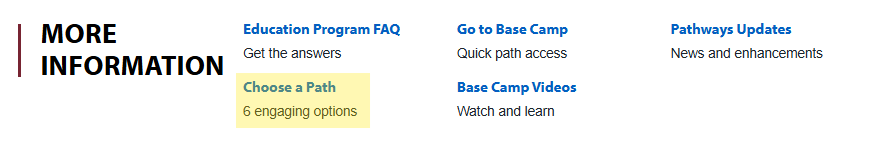 MORE
INFORMATION
Education Program FAQ
Get the answers
Go to Base Camp
Quick path access
Pathways Updates
News and enhancements
Choose a Path
6 engaging options
Base Camp Videos
Watch and learn